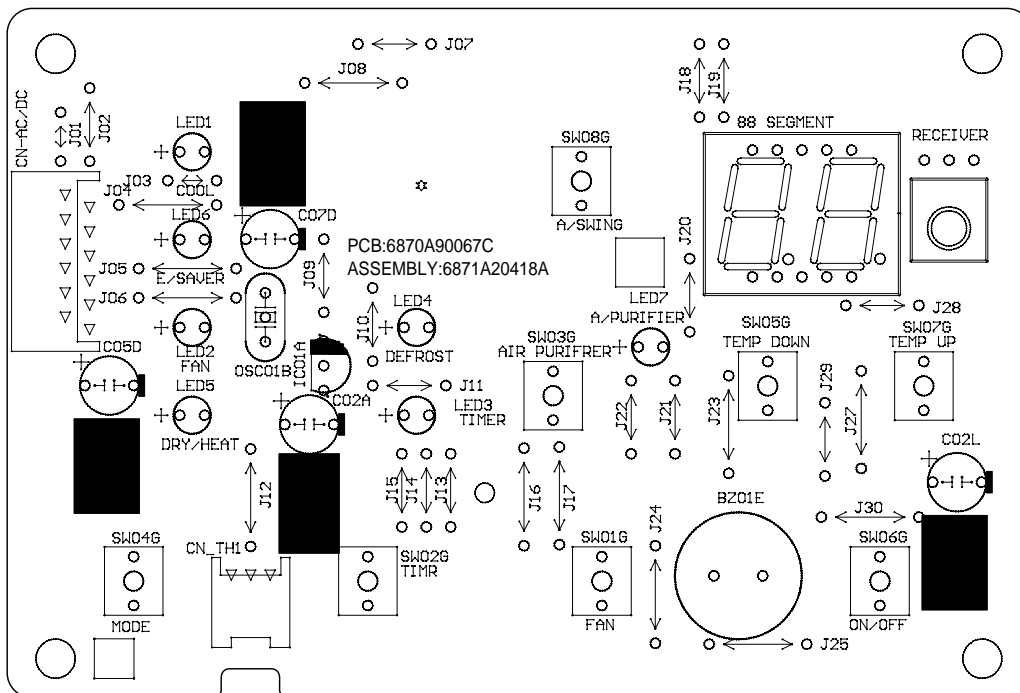 J07
J08
J18
J19
CN-AC/DC
J01
J02
LED1
88 SEGMENT
SW08G
RECEIVER
J03
COOL
J04
LED6
C07D
A/SWING
J20
PCB:6870A90067C
ASSEMBLY:6871A20418A
J05
E/SAVER
J09
J06
LED7
A/PURIFIER
J28
LED4
J10
DEFROST
SW03G
AIR PURIFRER
SW05G
TEMP DOWN
SW07G
TEMP UP
LED2
FAN
OSC01B
IC01A
C05D
LED5
C02A
J11
LED3
TIMER
J22
J21
J23
J29
J27
DRY/HEAT
C02L
J12
J15
J14
J13
J16
J17
BZ01E
J24
J30
SW04G
CN_TH1
SW02G
TIMR
SW01G
SW06G
MODE
FAN
ON/OFF
J25